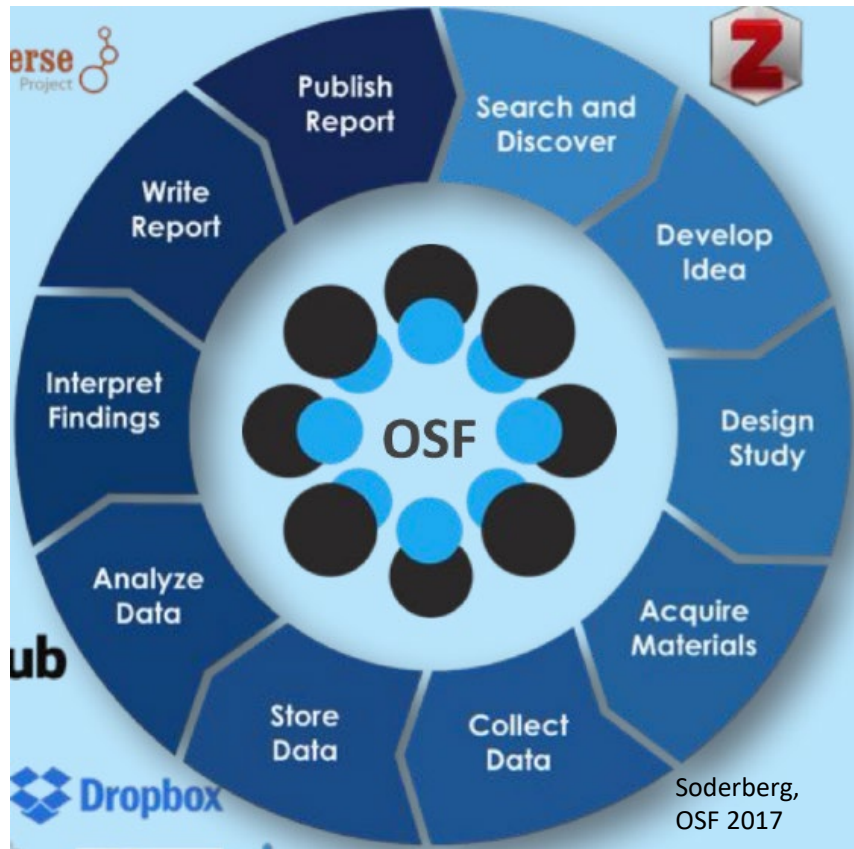 erse
Project
Z
Publish
Report
Search and
Discover
Develop
Idea
Design
Study
Acquire
Materials
Collect
Data
Store
Data
Analyze
Data
Interpret
Findings
Write
Report
OSF
ub
Dropbox
Soderberg,
OSF 2017